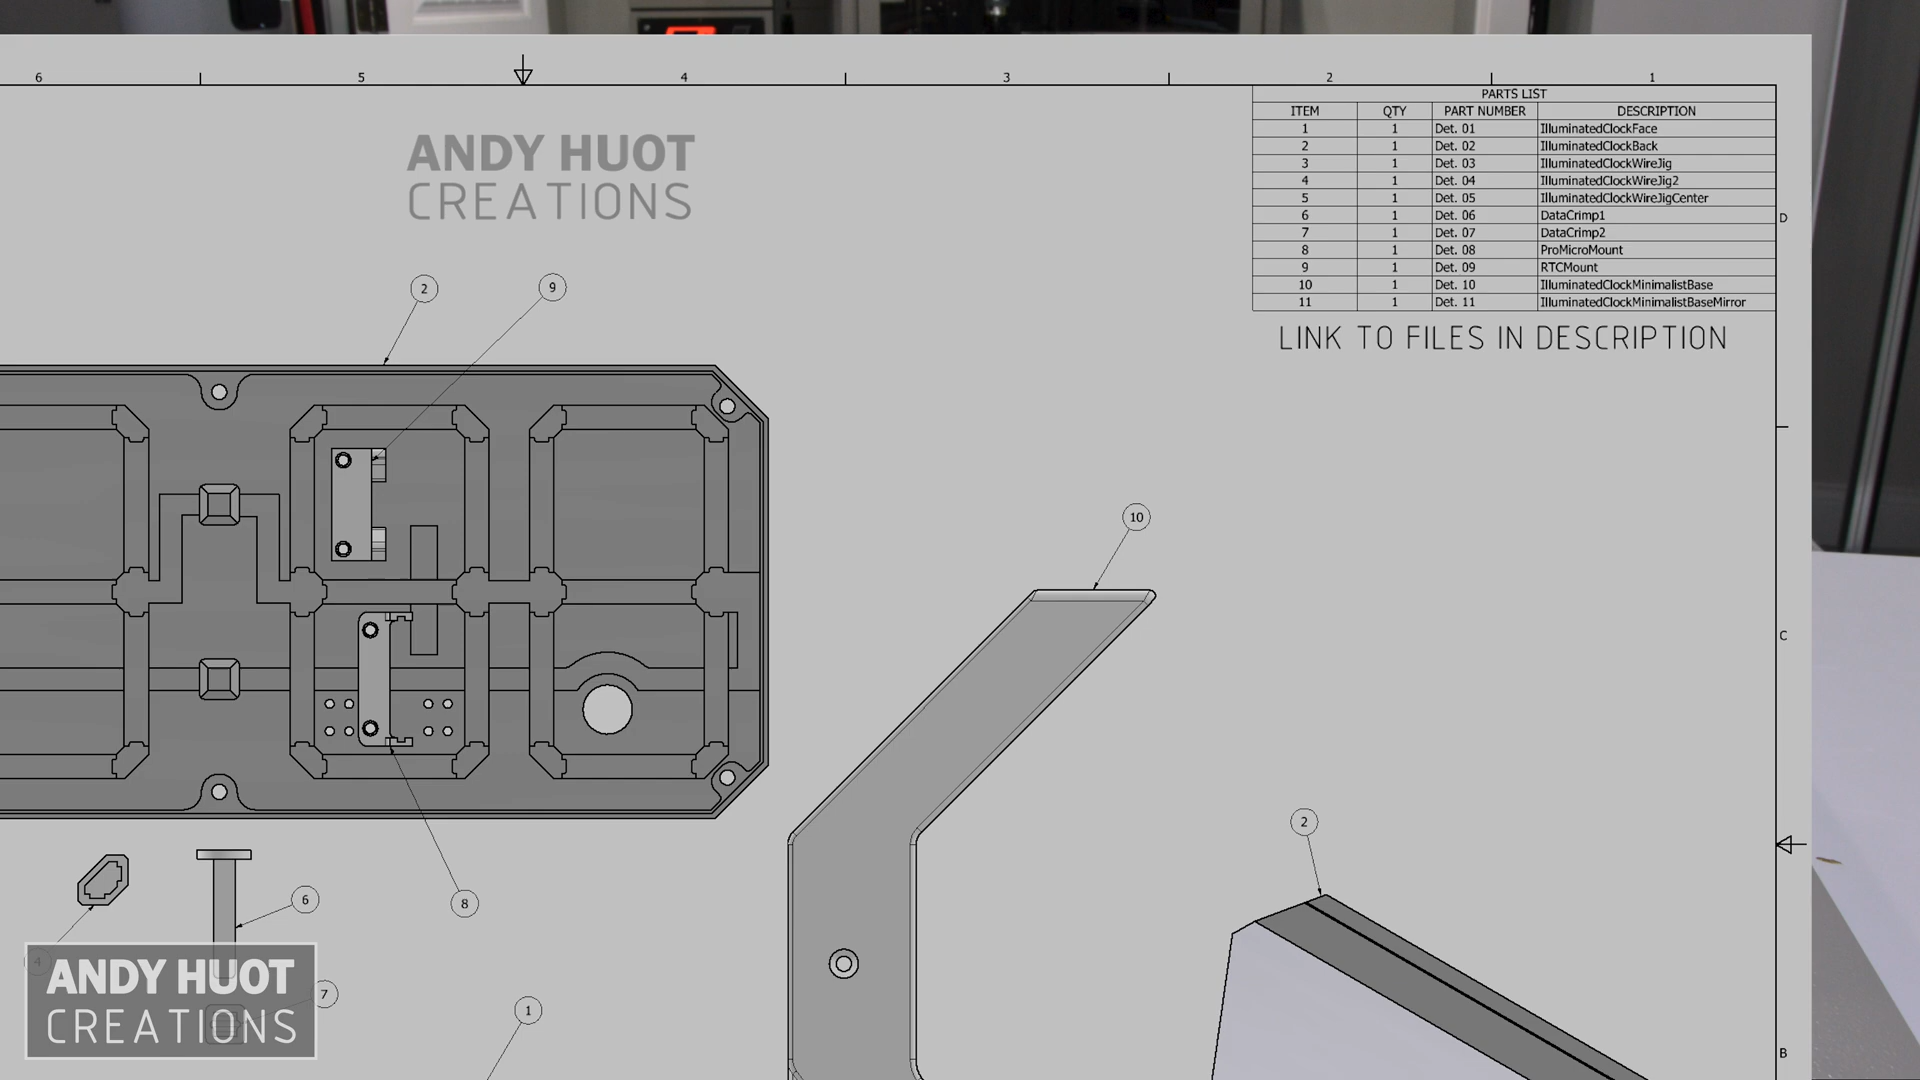 6 5 4 3 2 1
PARTS LIST
ITEM QTY PART NUMBER DESCRIPTION
1 1 Det. 01 IlluminatedClockFace
2 1 Det. 02 IlluminatedClockBack
3 1 Det. 03 IlluminatedClockWireJig
4 1 Det. 04 IlluminatedClockWireJig2
5 1 Det. 05 IlluminatedClockWireJigCenter
6 1 Det. 06 DataCrimp1
7 1 Det. 07 DataCrimp2
8 1 Det. 08 ProMicroMount
9 1 Det. 09 RTCMount
10 1 Det. 10 IlluminatedClockMinimalistBase
11 1 Det. 11 IlluminatedClockMinimalistBaseMirror
LINK TO FILES IN DESCRIPTION
ANDY HUOT
CREATIONS
D
2
9
10
C
2
6
8
4
7
1
B
ANDY HUOT
CREATIONS